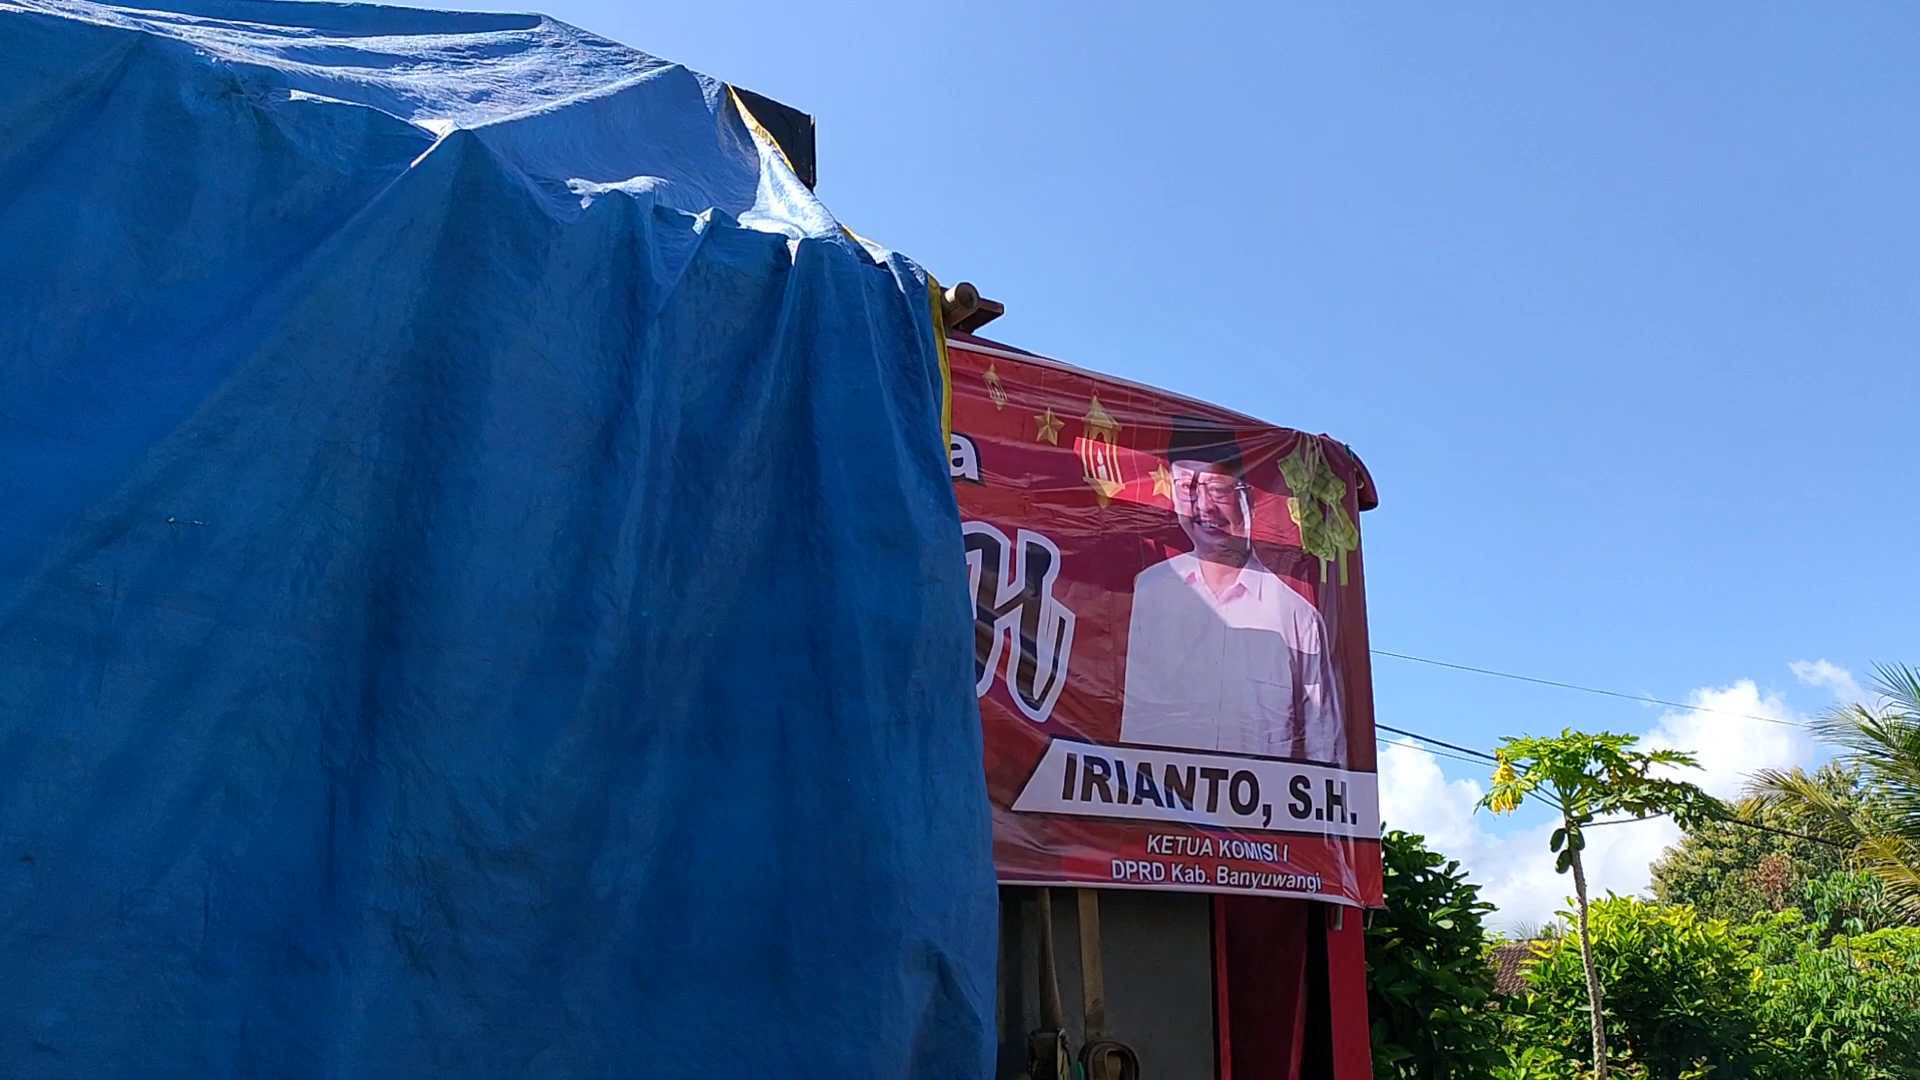 a
H
IRIANTO, S.H.
KETUA KOMISI I
DPRD Kab. Banyuwangi